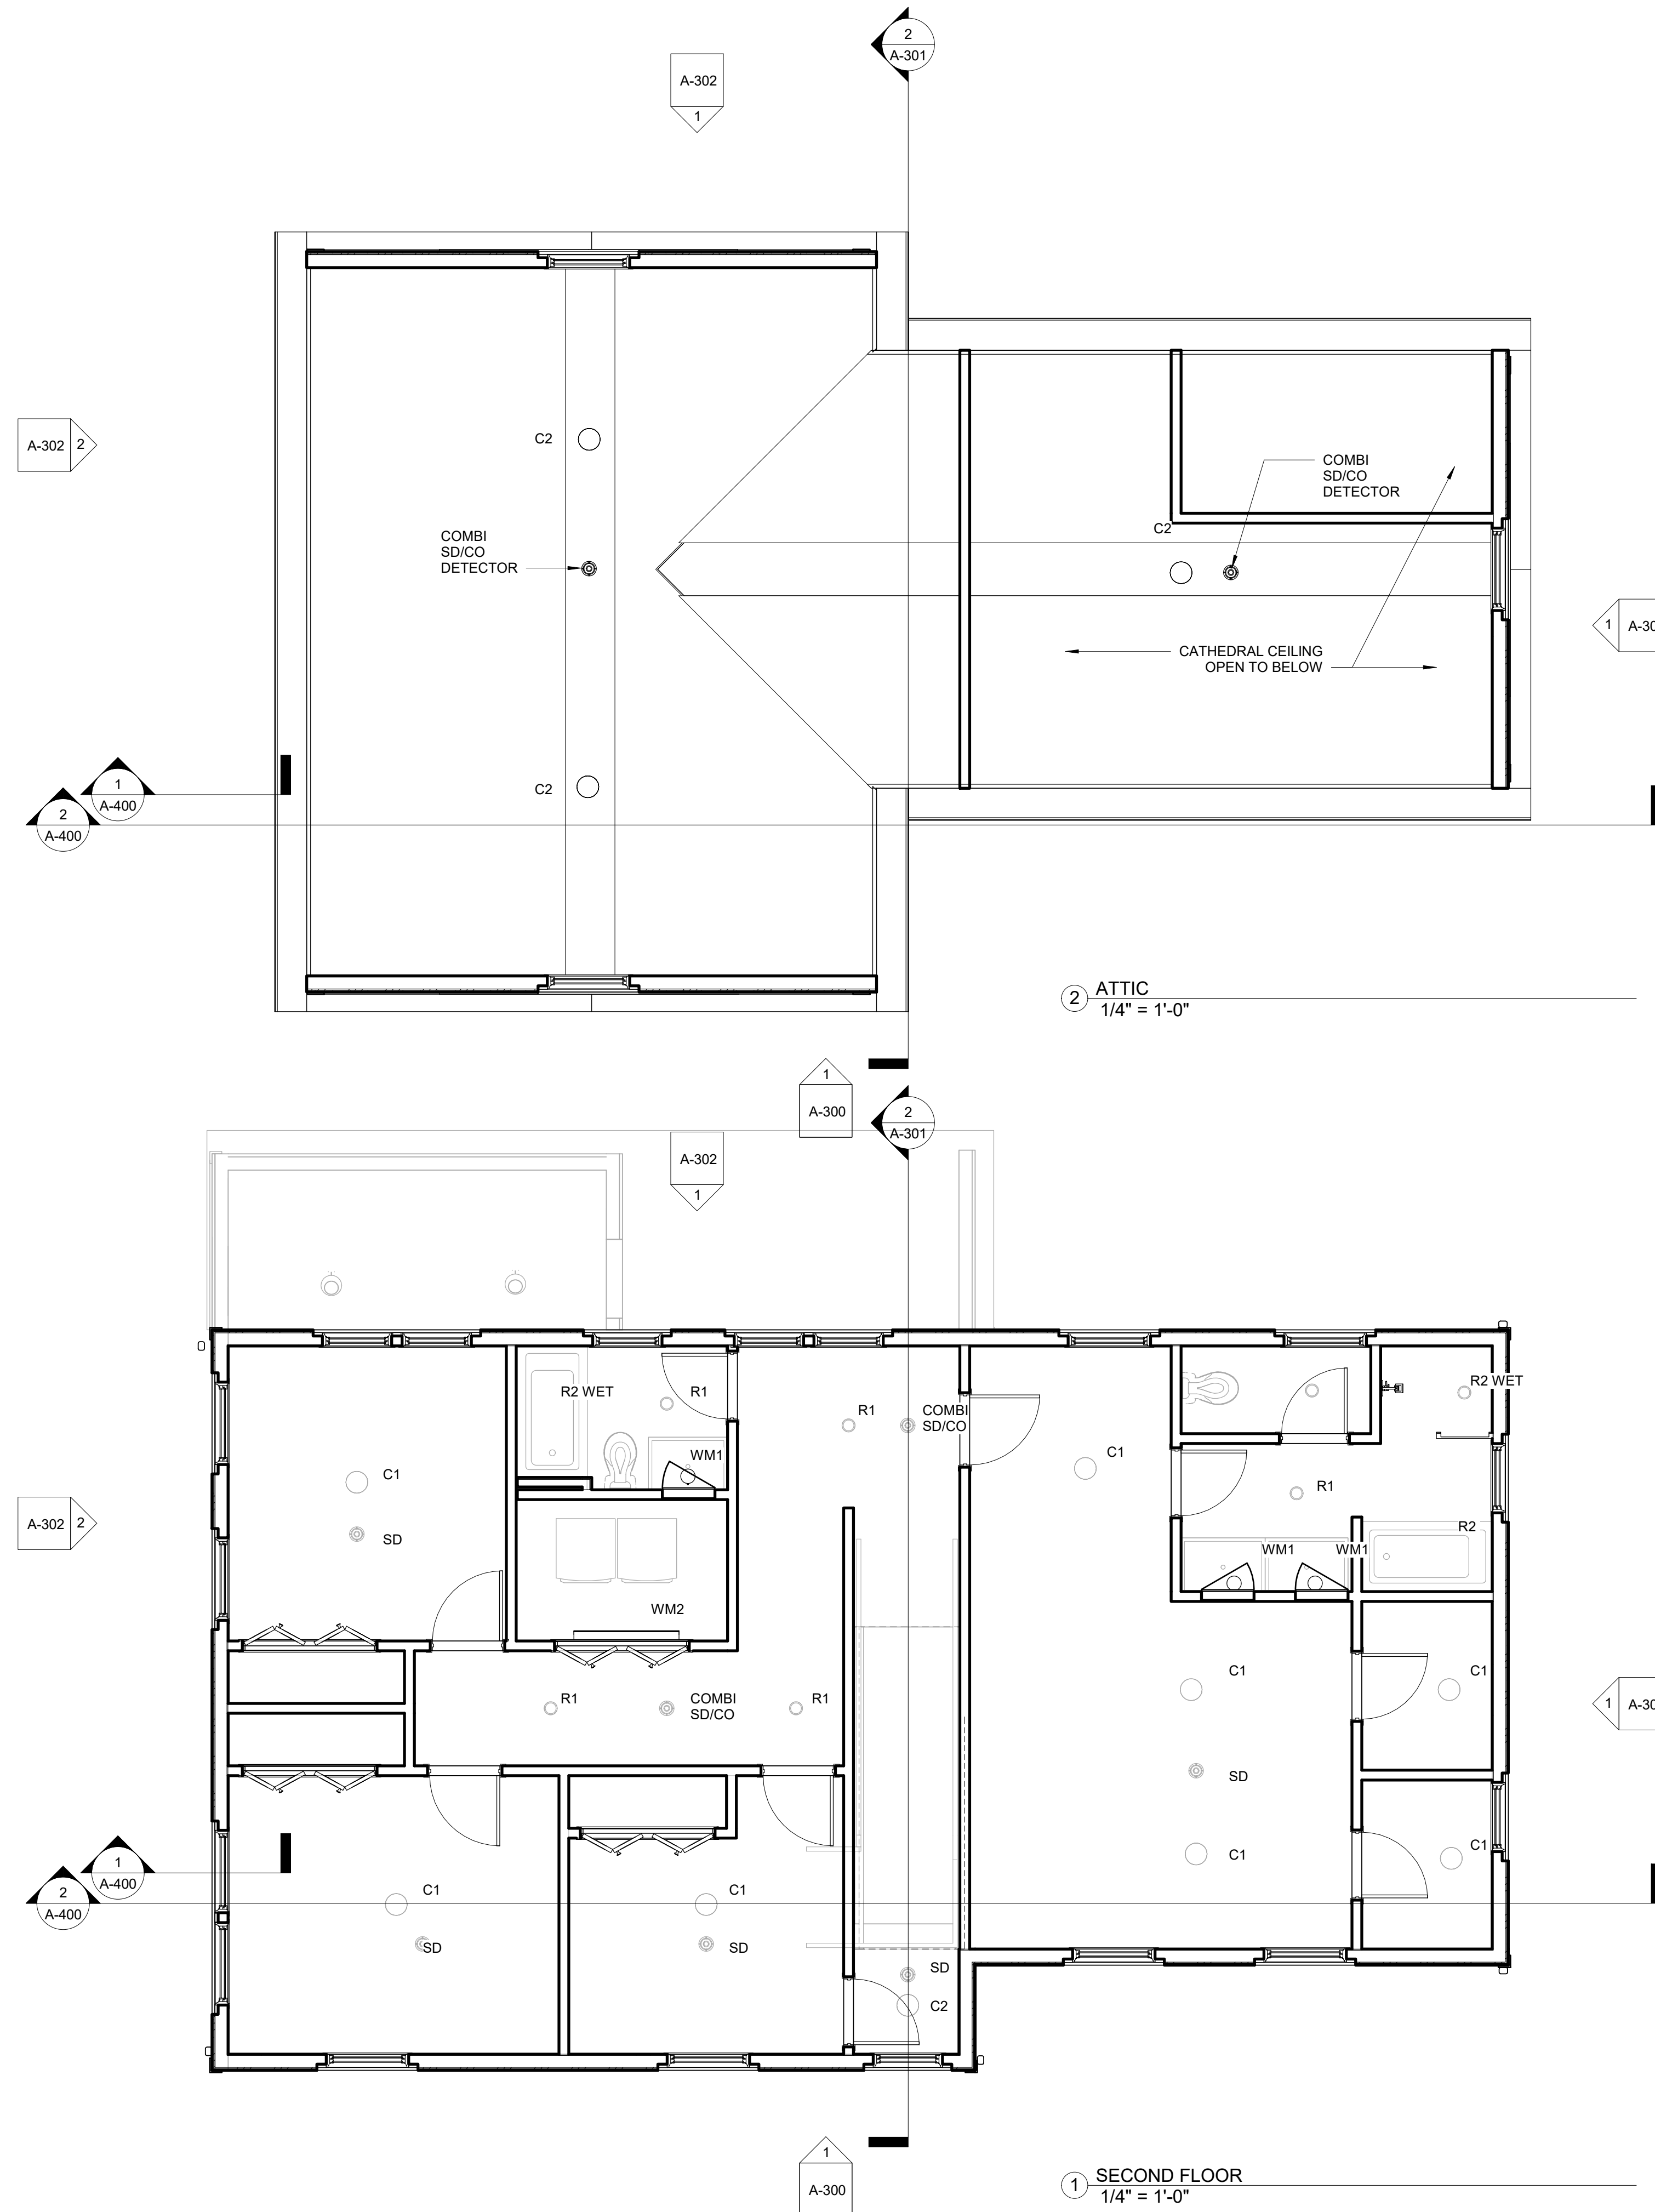 2
A-301
A-302
1
C2
COMBI
SD/CO
DETECTOR
A-302
2
COMBI
SD/CO
DETECTOR
C2
1
A-30
CATHEDRAL CEILING
OPEN TO BELOW
C2
1
A-400
2
A-400
2
ATTIC
1/4" = 1'-0"
1
A-300
2
A-301
A-302
1
R2 WET
R1
R1
COMBI
SD/CO
R2 WET
C1
WM1
C1
R1
A-302
2
SD
R2
WM1
WM1
WM2
C1
C1
R1
COMBI
SD/CO
R1
1
A-30
SD
C1
C1
1
A-400
2
A-400
C1
C1
SD
SD
SD
C2
1
A-300
1
SECOND FLOOR
1/4" = 1'-0"